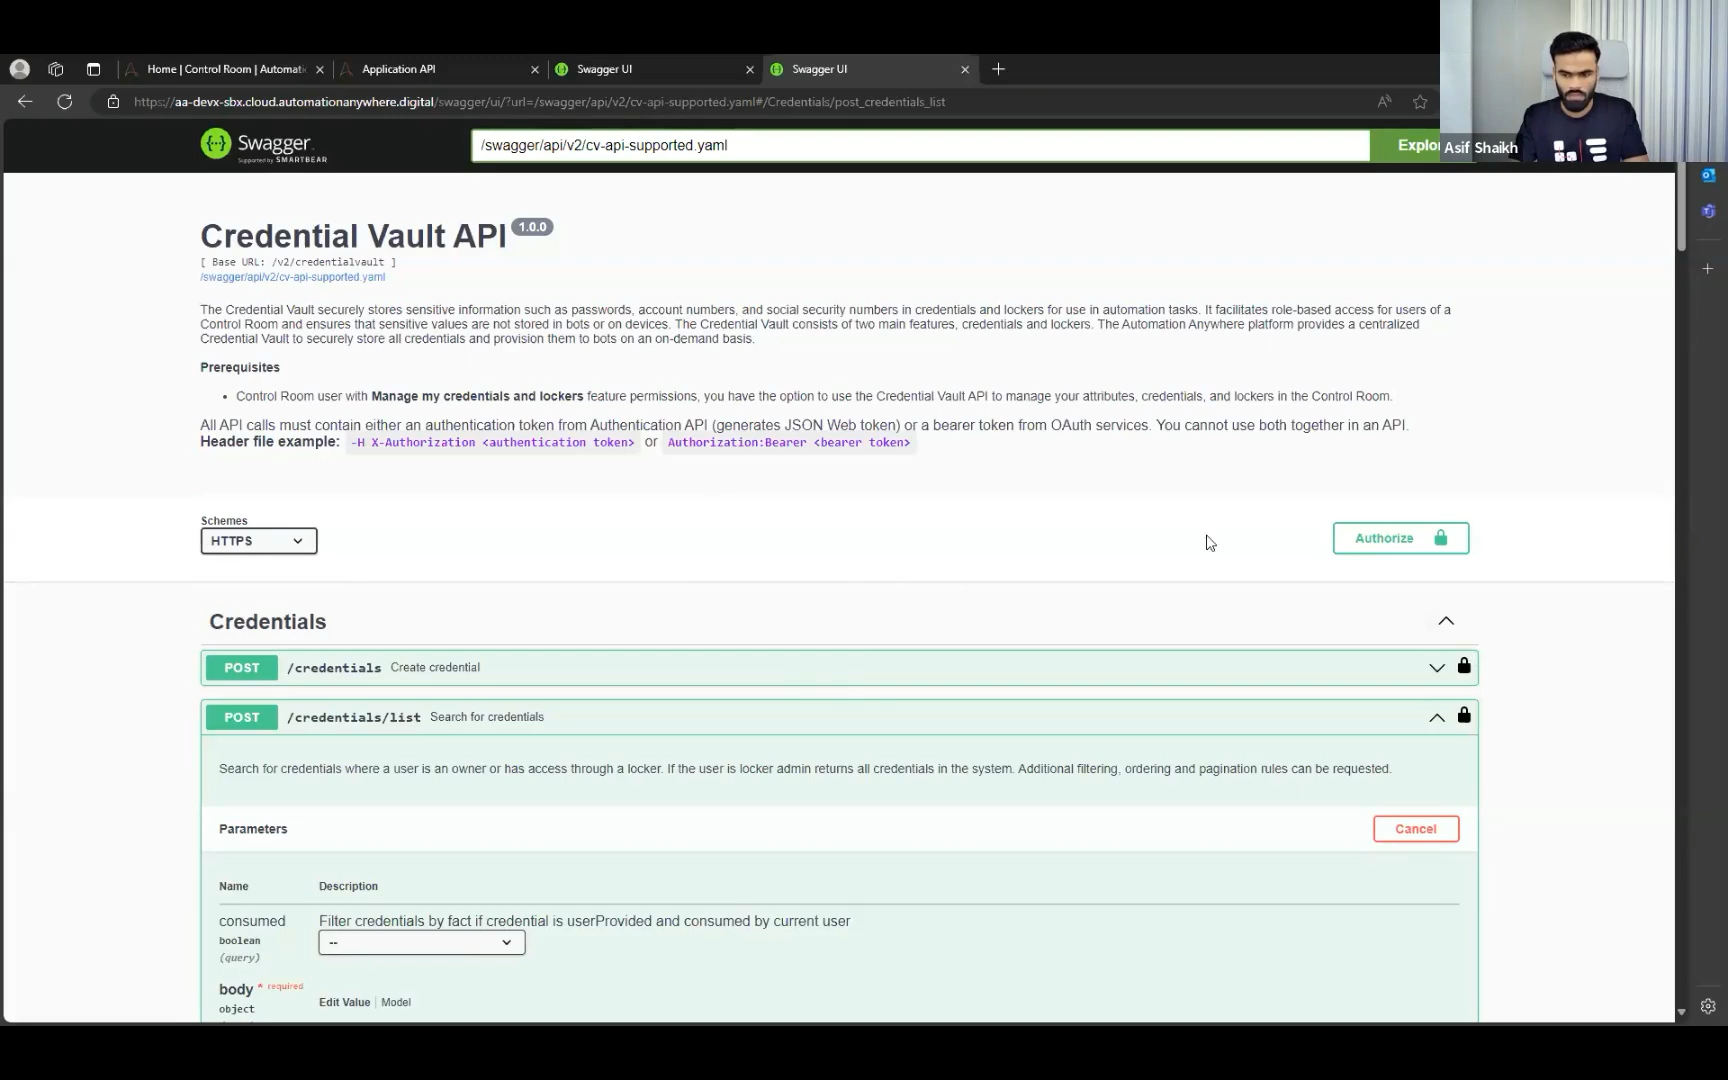 Home | Control Room | Automati
Application API
Swagger UI
Swagger UI
https://aa-devx-sbx.cloud.automationanywhere.digital/swagger/ui/?url=/swagger/api/v2/cv-api-supported.yaml#/Credentials/post_credentials_list
Swagger
Supported by SMARTBEAR
/swagger/api/v2/cv-api-supported.yaml
Explor
Asif Shaikh
Credential Vault API 1.0.0
[ Base URL: /v2/credentialvault ]
/swagger/api/v2/cv-api-supported.yaml
The Credential Vault securely stores sensitive information such as passwords, account numbers, and social security numbers in credentials and lockers for use in automation tasks. It facilitates role-based access for users of a
Control Room and ensures that sensitive values are not stored in bots or on devices. The Credential Vault consists of two main features, credentials and lockers. The Automation Anywhere platform provides a centralized
Credential Vault to securely store all credentials and provision them to bots on an on-demand basis.
Prerequisites
• Control Room user with Manage my credentials and lockers feature permissions, you have the option to use the Credential Vault API to manage your attributes, credentials, and lockers in the Control Room.
All API calls must contain either an authentication token from Authentication API (generates JSON Web token) or a bearer token from OAuth services. You cannot use both together in an API.
Header file example: -H X-Authorization <authentication token> or Authorization:Bearer <bearer token>
Schemes
HTTPS
Authorize
Credentials
POST /credentials Create credential
POST /credentials/list Search for credentials
Search for credentials where a user is an owner or has access through a locker. If the user is locker admin returns all credentials in the system. Additional filtering, ordering and pagination rules can be requested.
Parameters
Cancel
Name Description
consumed Filter credentials by fact if credential is userProvided and consumed by current user
boolean
--
(query)
body * required
Edit Value | Model
object